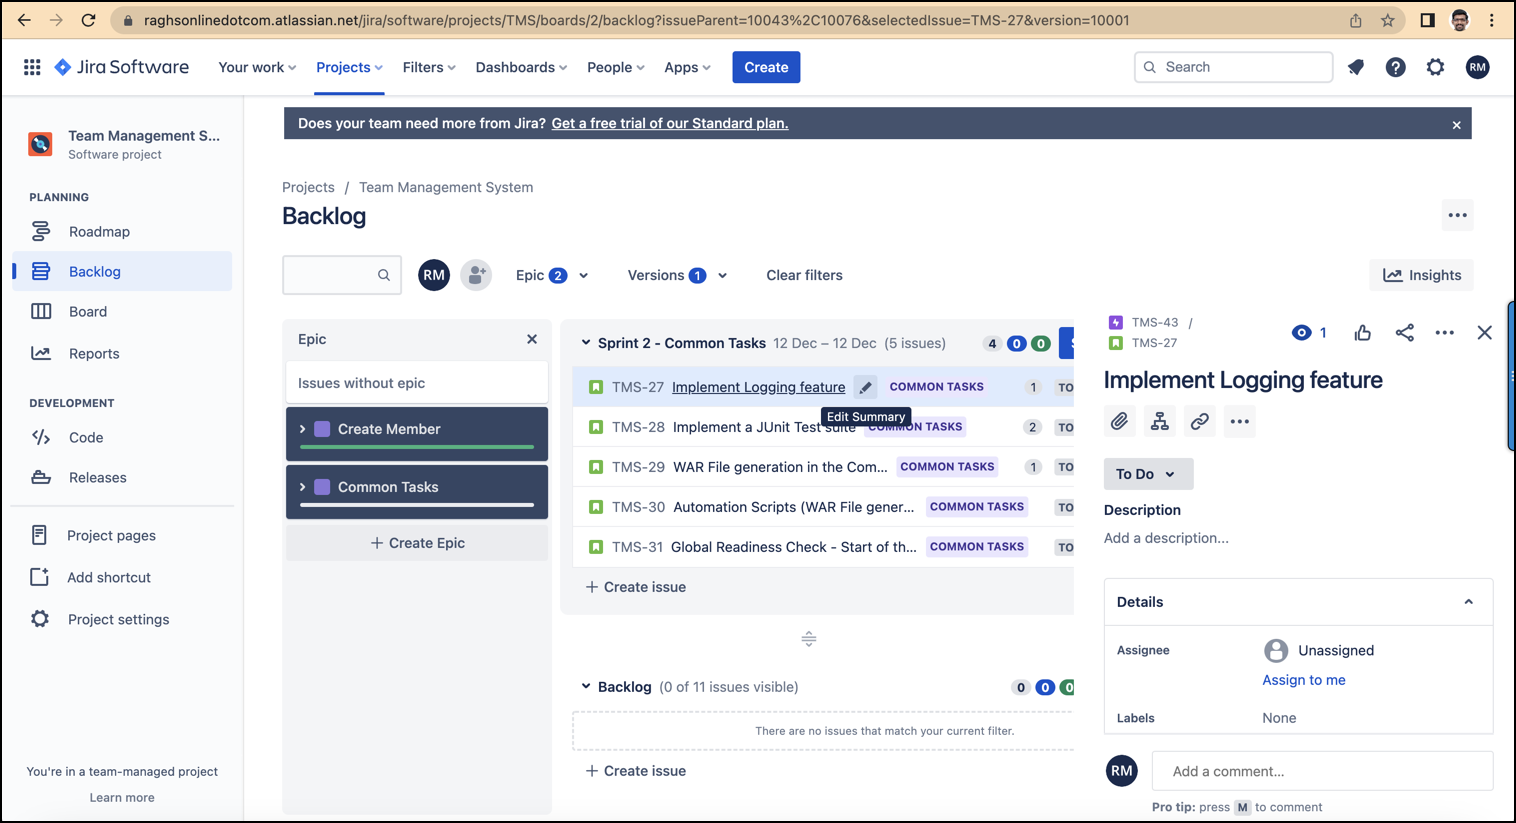 raghsonlinedotcom.atlassian.net/jira/software/projects/TMS/boards/2/backlog?issueParent=10043%2C10076&selectedIssue=TMS-27&version=10001
Jira Software
Your work
Projects
Filters
Dashboards
People
Apps
Create
Search
RM
Team Management S...
Software project
PLANNING
Roadmap
Backlog
Board
Reports
DEVELOPMENT
Code
Releases
Project pages
Add shortcut
Project settings
You're in a team-managed project
Learn more
Does your team need more from Jira? Get a free trial of our Standard plan.
Projects / Team Management System
Backlog
RM
Epic 2
Versions 1
Clear filters
Insights
Epic
Issues without epic
Create Member
Common Tasks
+ Create Epic
Sprint 2 - Common Tasks 12 Dec – 12 Dec (5 issues) 4 0 0
TMS-27 Implement Logging feature COMMON TASKS 1 TO
Edit Summary
TMS-28 Implement a JUnit Test suite COMMON TASKS 2 TO
TMS-29 WAR File generation in the Com... COMMON TASKS 1 TO
TMS-30 Automation Scripts (WAR File gener... COMMON TASKS TO
TMS-31 Global Readiness Check - Start of th... COMMON TASKS TO
+ Create issue
Backlog (0 of 11 issues visible) 0 0 0
There are no issues that match your current filter.
+ Create issue
TMS-43 /
TMS-27
1
Implement Logging feature
To Do
Description
Add a description...
Details
Assignee
Unassigned
Assign to me
Labels
None
RM
Add a comment...
Pro tip: press M to comment